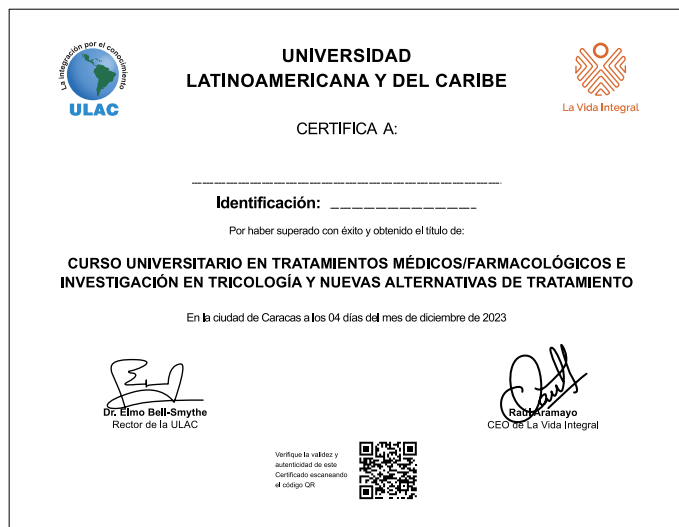 La integración por el conocimiento
ULAC
UNIVERSIDAD
LATINOAMERICANA Y DEL CARIBE
La Vida Integral
CERTIFICA A:
Identificación:
Por haber superado con éxito y obtenido el título de:
CURSO UNIVERSITARIO EN TRATAMIENTOS MÉDICOS/FARMACOLÓGICOS E
INVESTIGACIÓN EN TRICOLOGÍA Y NUEVAS ALTERNATIVAS DE TRATAMIENTO
En la ciudad de Caracas a los 04 días del mes de diciembre de 2023
Dr. Elmo Bell-Smythe
Rector de la ULAC
Raúl Aramayo
CEO de La Vida Integral
Verifique la validez y
autenticidad de este
Certificado escaneando
el código QR